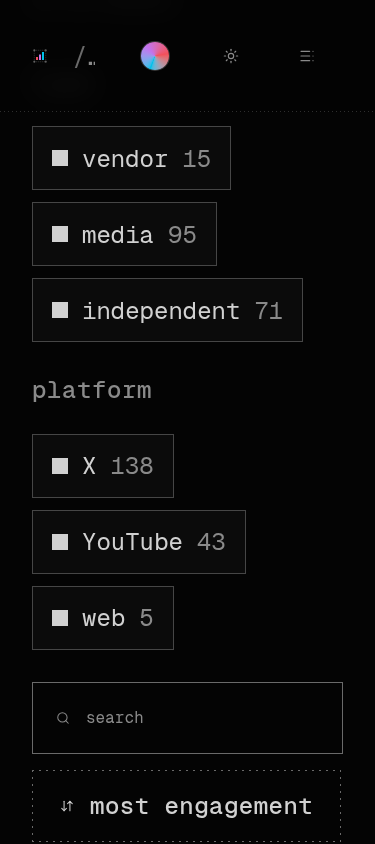 /.
vendor 15
media 95
independent 71
platform
X 138
YouTube 43
web 5
search
most engagement